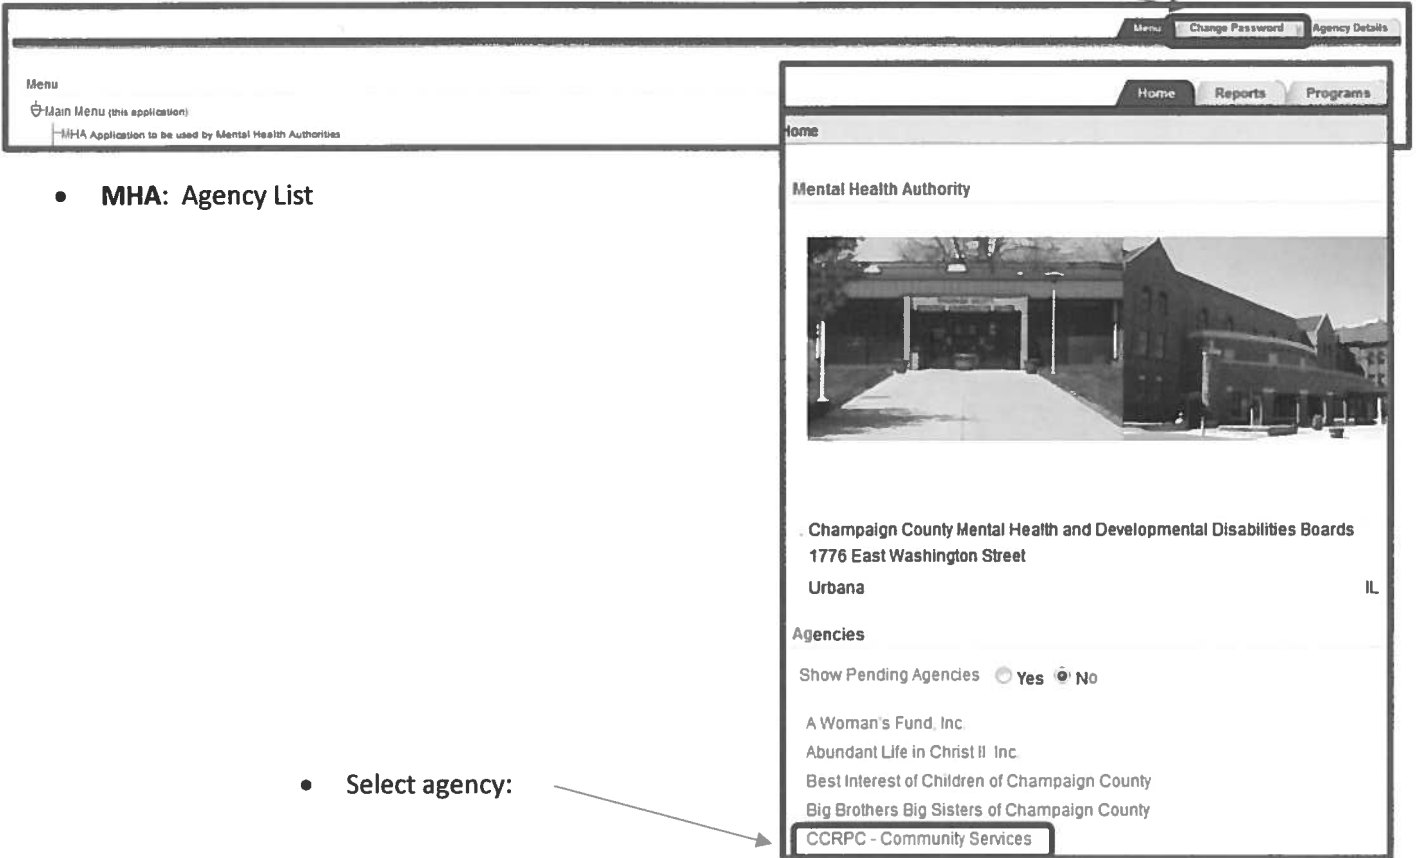 Menu Change Password Agency Details
Menu
Main Menu (this application)
MHA Application to be used by Mental Health Authorities
Home Reports Programs
Home
• MHA: Agency List
Mental Health Authority
Champaign County Mental Health and Developmental Disabilities Boards
1776 East Washington Street
Urbana IL
Agencies
Show Pending Agencies Yes No
A Woman's Fund, Inc.
Abundant Life in Christ II Inc.
Best Interest of Children of Champaign County
Big Brothers Big Sisters of Champaign County
• Select agency:
CCRPC - Community Services